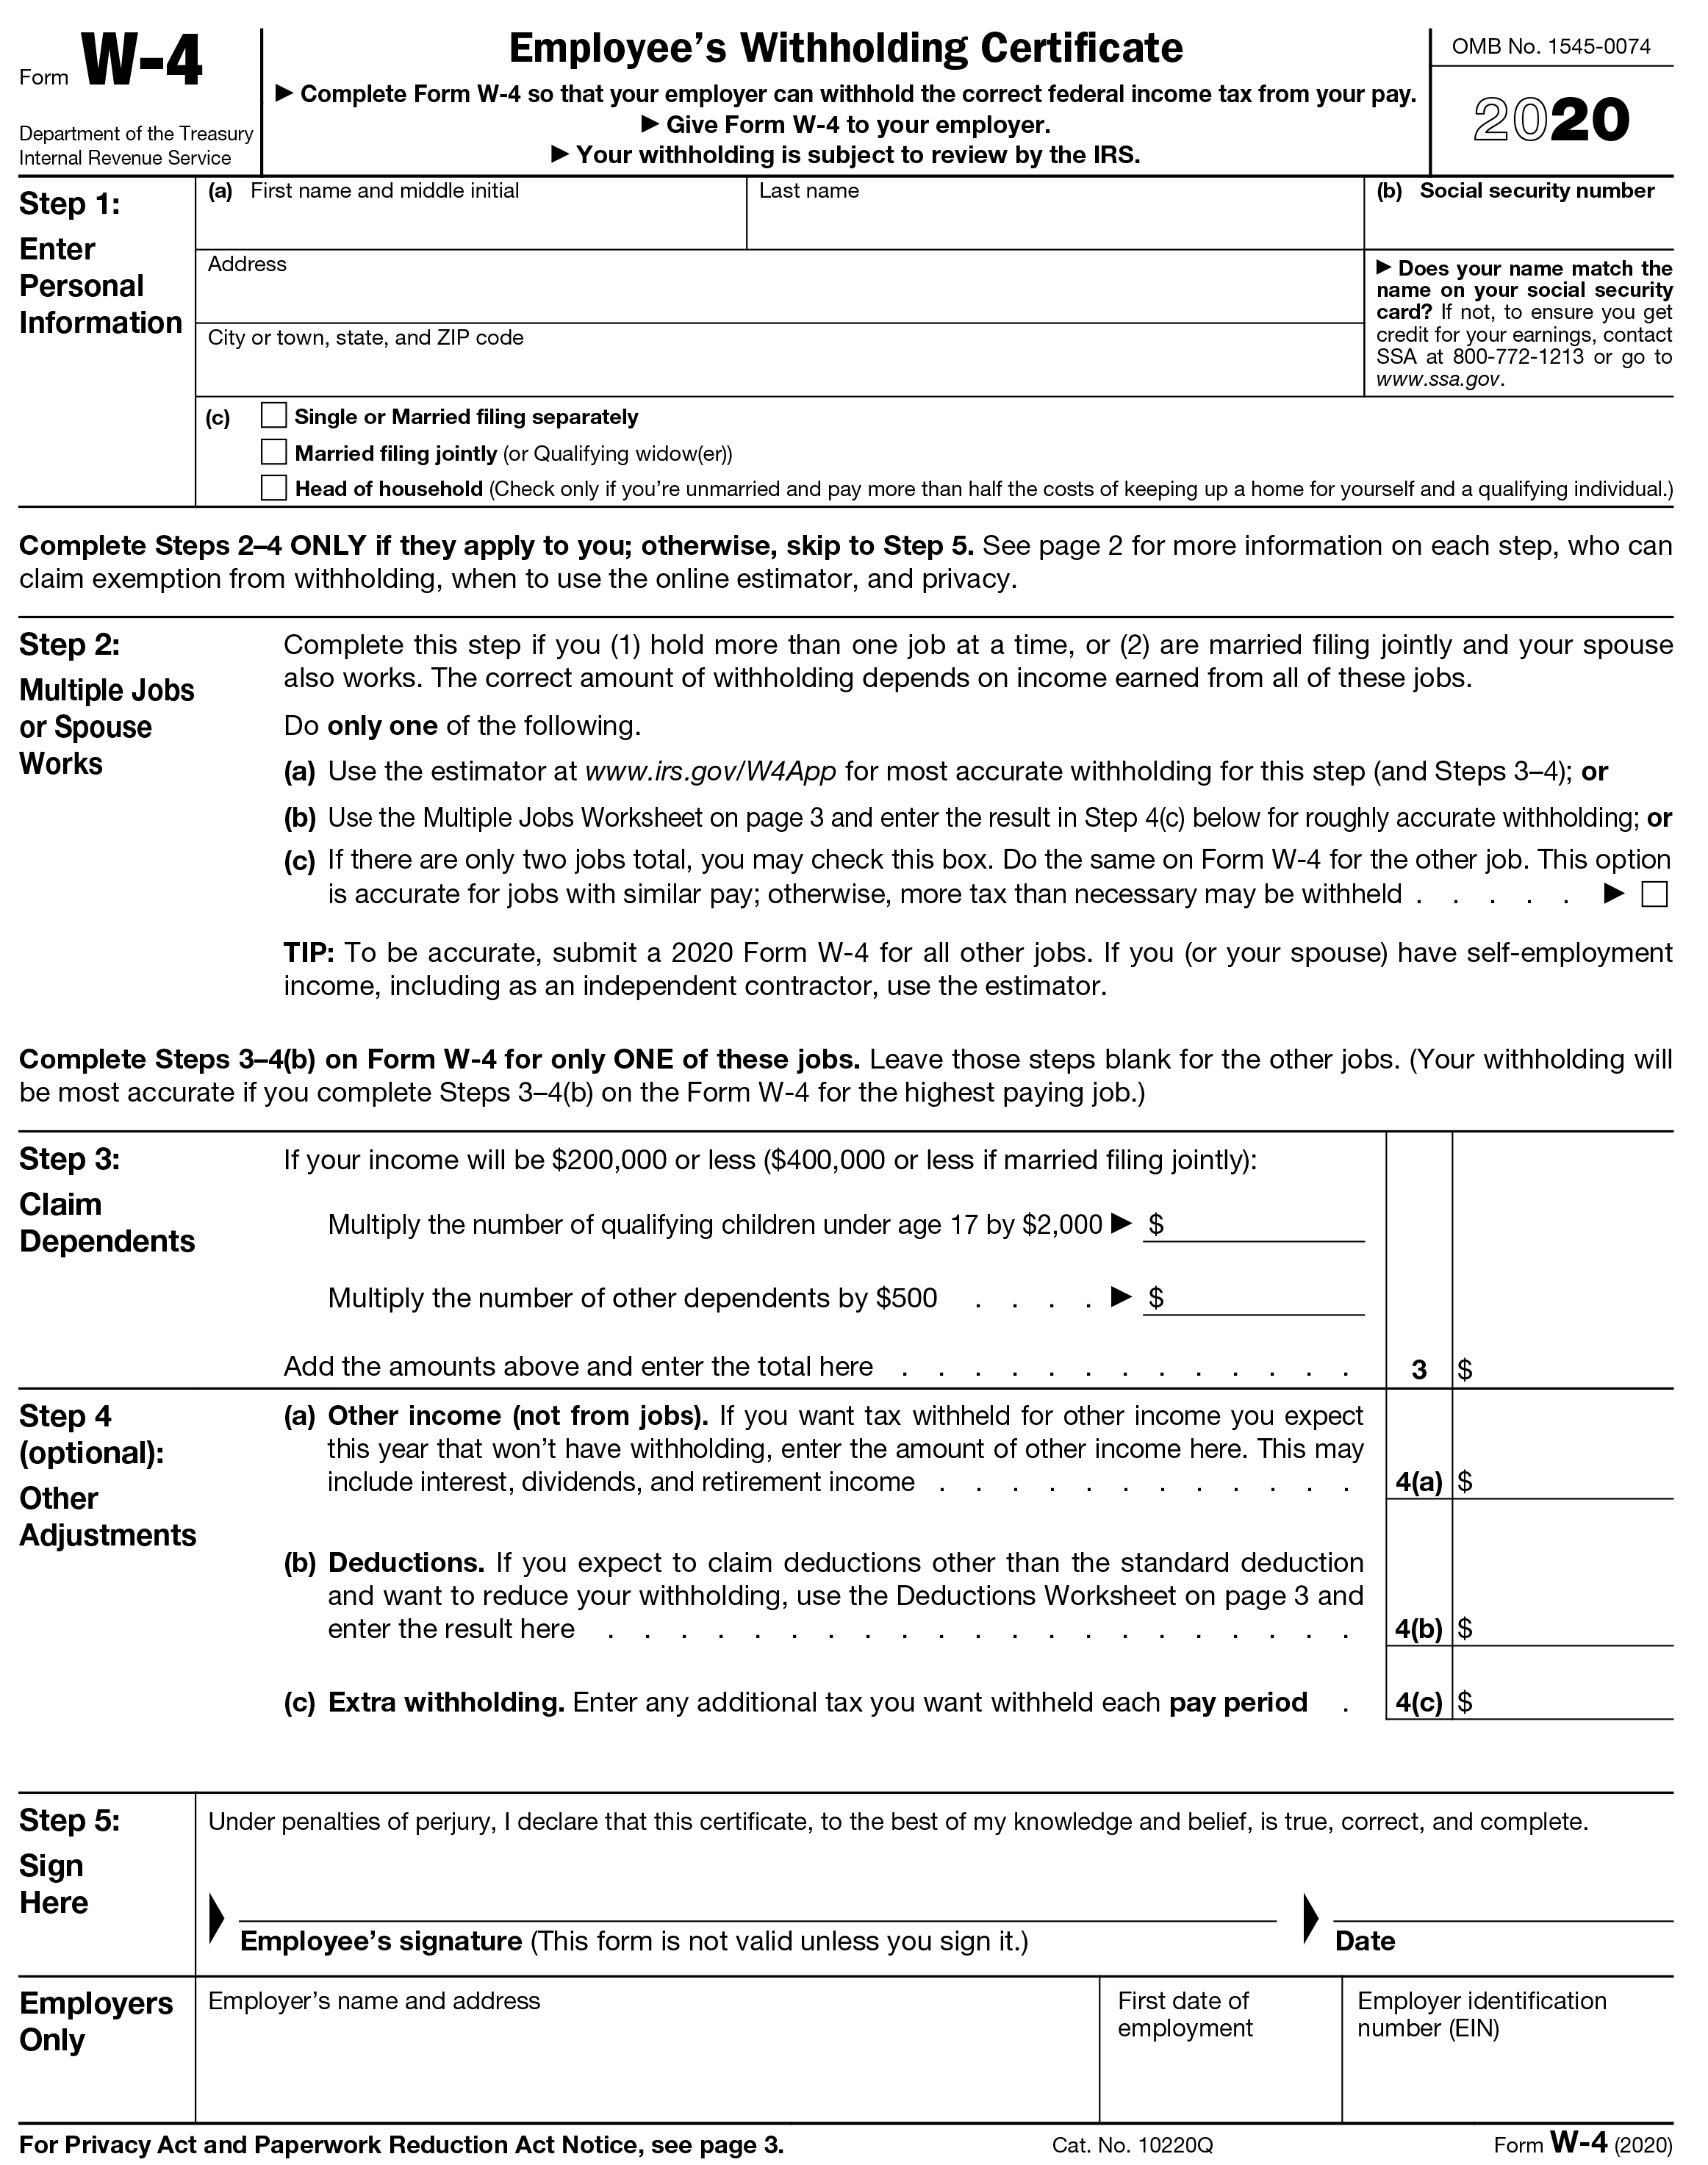 Form W-4
Department of the Treasury
Internal Revenue Service
Employee’s Withholding Certificate
▶ Complete Form W-4 so that your employer can withhold the correct federal income tax from your pay.
▶ Give Form W-4 to your employer.
▶ Your withholding is subject to review by the IRS.
OMB No. 1545-0074
2020
Step 1:
Enter
Personal
Information
(a) First name and middle initial
Last name
(b) Social security number
Address
City or town, state, and ZIP code
▶ Does your name match the
name on your social security
card? If not, to ensure you get
credit for your earnings, contact
SSA at 800-772-1213 or go to
www.ssa.gov.
(c) Single or Married filing separately
Married filing jointly (or Qualifying widow(er))
Head of household (Check only if you’re unmarried and pay more than half the costs of keeping up a home for yourself and a qualifying individual.)
Complete Steps 2–4 ONLY if they apply to you; otherwise, skip to Step 5. See page 2 for more information on each step, who can
claim exemption from withholding, when to use the online estimator, and privacy.
Step 2:
Multiple Jobs
or Spouse
Works
Complete this step if you (1) hold more than one job at a time, or (2) are married filing jointly and your spouse
also works. The correct amount of withholding depends on income earned from all of these jobs.
Do only one of the following.
(a) Use the estimator at www.irs.gov/W4App for most accurate withholding for this step (and Steps 3–4); or
(b) Use the Multiple Jobs Worksheet on page 3 and enter the result in Step 4(c) below for roughly accurate withholding; or
(c) If there are only two jobs total, you may check this box. Do the same on Form W-4 for the other job. This option
is accurate for jobs with similar pay; otherwise, more tax than necessary may be withheld . . . . . ▶
TIP: To be accurate, submit a 2020 Form W-4 for all other jobs. If you (or your spouse) have self-employment
income, including as an independent contractor, use the estimator.
Complete Steps 3–4(b) on Form W-4 for only ONE of these jobs. Leave those steps blank for the other jobs. (Your withholding will
be most accurate if you complete Steps 3–4(b) on the Form W-4 for the highest paying job.)
Step 3:
Claim
Dependents
If your income will be $200,000 or less ($400,000 or less if married filing jointly):
Multiply the number of qualifying children under age 17 by $2,000 ▶ $
Multiply the number of other dependents by $500 . . . . ▶ $
Add the amounts above and enter the total here . . . . . . . . . . . . . 3 $
Step 4
(optional):
Other
Adjustments
(a) Other income (not from jobs). If you want tax withheld for other income you expect
this year that won’t have withholding, enter the amount of other income here. This may
include interest, dividends, and retirement income . . . . . . . . . . . . 4(a) $
(b) Deductions. If you expect to claim deductions other than the standard deduction
and want to reduce your withholding, use the Deductions Worksheet on page 3 and
enter the result here . . . . . . . . . . . . . . . . . . . . . 4(b) $
(c) Extra withholding. Enter any additional tax you want withheld each pay period . 4(c) $
Step 5:
Sign
Here
Under penalties of perjury, I declare that this certificate, to the best of my knowledge and belief, is true, correct, and complete.
Employee’s signature (This form is not valid unless you sign it.)
Date
Employers
Only
Employer’s name and address
First date of
employment
Employer identification
number (EIN)
For Privacy Act and Paperwork Reduction Act Notice, see page 3.
Cat. No. 10220Q
Form W-4 (2020)